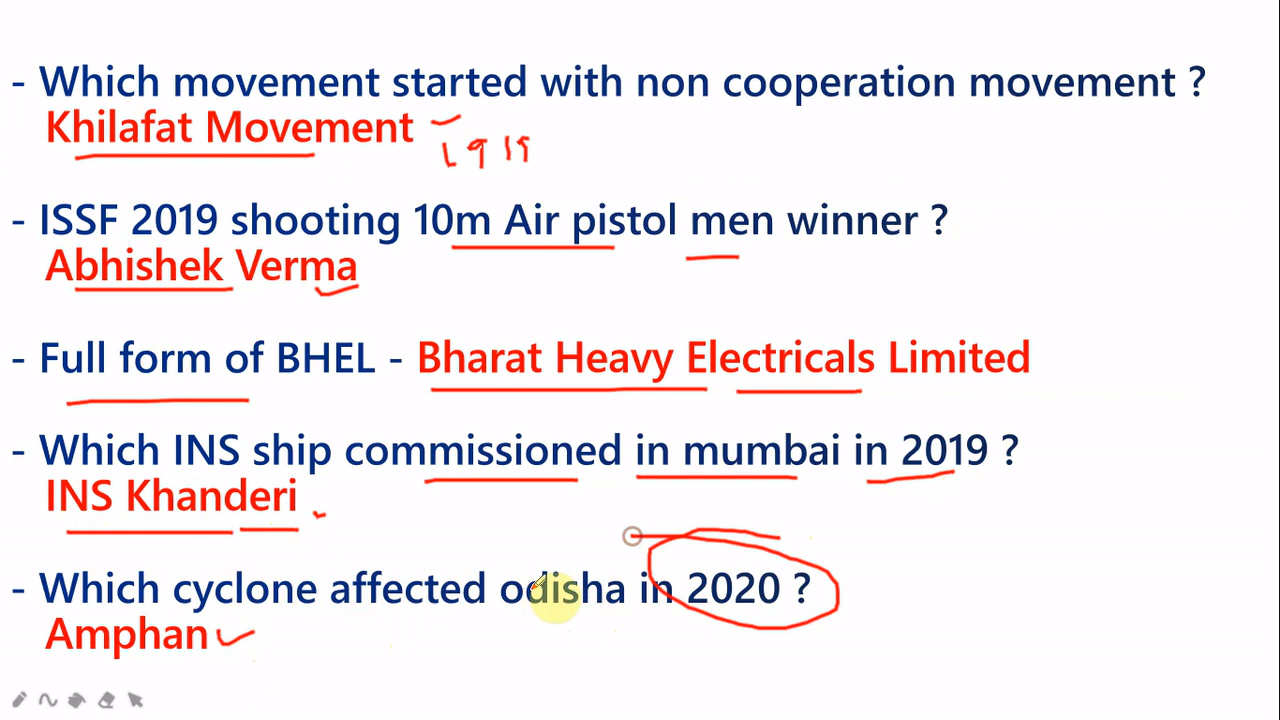 - Which movement started with non cooperation movement ?
Khilafat Movement
- ISSF 2019 shooting 10m Air pistol men winner ?
Abhishek Verma
- Full form of BHEL - Bharat Heavy Electricals Limited
- Which INS ship commissioned in mumbai in 2019 ?
INS Khanderi
- Which cyclone affected odisha in 2020 ?
Amphan